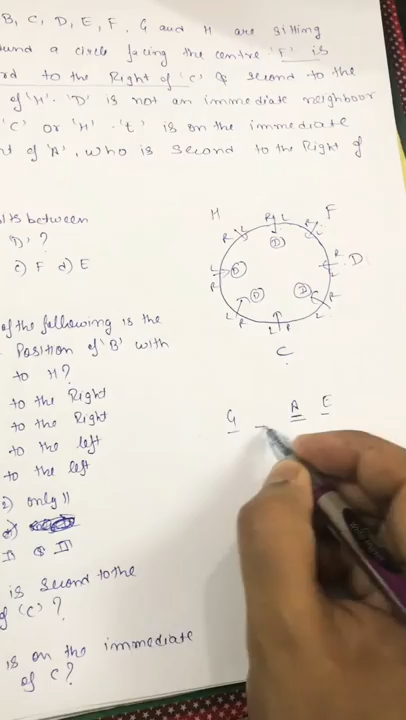 B, C, D, E, F, G and H are sitting
a circle facing the centre 'F' is
to the Right of 'C' & second to the
of 'H'. 'D' is not an immediate neighbour
'C' or 'H'. 't' is on the immediate
of 'A', who is second to the Right of
between
D' ?
c) F d) E
of the following is the
Position of 'B' with
to H?
to the Right
to the Right
to the left
to the left
2) only II
is second to the
of 'C' ?
is on the immediate
of C?
H
R L
F
R L
D
D
R
L
D
L
R
D
D
L R
L R
C
G A E